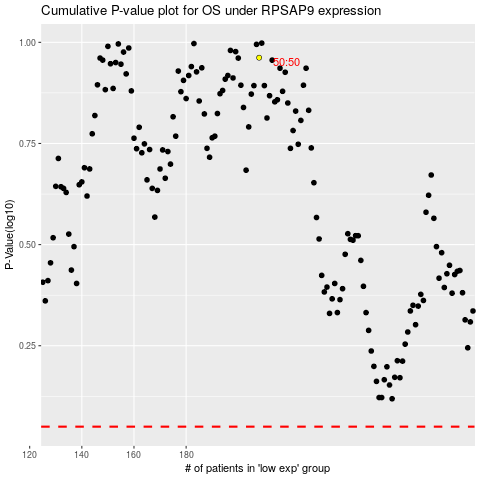 Cumulative P-value plot for OS under RPSAP9 expression
P-Value(log10)
1.00
0.75
0.50
0.25
50:50
120 140 160 180
# of patients in 'low exp' group